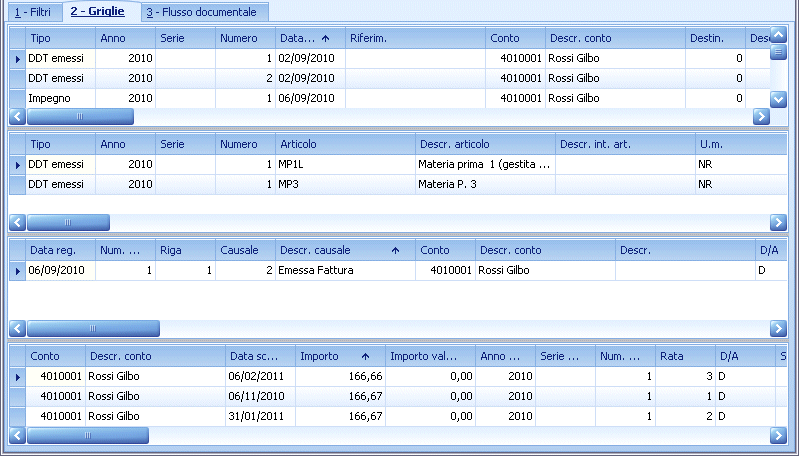 1 - Filtri 2 - Griglie 3 - Flusso documentale
Tipo Anno Serie Numero Data... Riferim. Conto Descr. conto Destin. Desc
DDT emessi 2010 1 02/09/2010 4010001 Rossi Gilbo 0
DDT emessi 2010 2 02/09/2010 4010001 Rossi Gilbo 0
Impegno 2010 1 06/09/2010 4010001 Rossi Gilbo 0
Tipo Anno Serie Numero Articolo Descr. articolo Descr. int. art. U.m.
DDT emessi 2010 1 MP1L Materia prima 1 (gestita ... NR
DDT emessi 2010 1 MP3 Materia P. 3 NR
Data reg. Num. ... Riga Causale Descr. causale Conto Descr. conto Descr. D/A
06/09/2010 1 1 2 Emessa Fattura 4010001 Rossi Gilbo D
Conto Descr. conto Data sc... Importo Importo val... Anno ... Serie ... Num. ... Rata D/A S
4010001 Rossi Gilbo 06/02/2011 166,66 0,00 2010 1 3 D
4010001 Rossi Gilbo 06/11/2010 166,67 0,00 2010 1 1 D
4010001 Rossi Gilbo 31/01/2011 166,67 0,00 2010 1 2 D